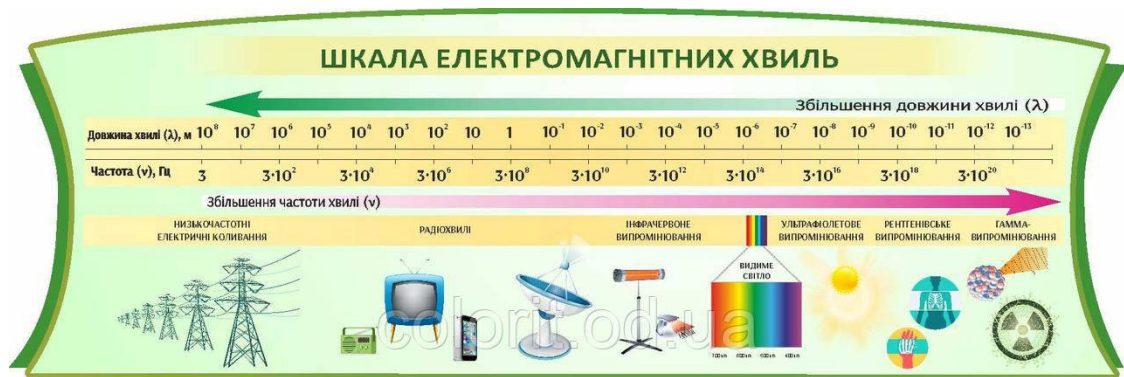 ШКАЛА ЕЛЕКТРОМАГНІТНИХ ХВИЛЬ
Збільшення довжини хвилі (λ)
Довжина хвилі (λ), м 10⁸ 10⁷ 10⁶ 10⁵ 10⁴ 10³ 10² 10 1 10⁻¹ 10⁻² 10⁻³ 10⁻⁴ 10⁻⁵ 10⁻⁶ 10⁻⁷ 10⁻⁸ 10⁻⁹ 10⁻¹⁰ 10⁻¹¹ 10⁻¹² 10⁻¹³
Частота (ν), Гц 3 3·10² 3·10⁴ 3·10⁶ 3·10⁸ 3·10¹⁰ 3·10¹² 3·10¹⁴ 3·10¹⁶ 3·10¹⁸ 3·10²⁰
Збільшення частоти хвилі (ν)
НИЗЬКОЧАСТОТНІ
ЕЛЕКТРИЧНІ КОЛИВАННЯ
РАДІОХВИЛІ
ІНФРАЧЕРВОНЕ
ВИПРОМІНЮВАННЯ
УЛЬТРАФІОЛЕТОВЕ
ВИПРОМІНЮВАННЯ
РЕНТГЕНІВСЬКЕ
ВИПРОМІНЮВАННЯ
ГАММА-
ВИПРОМІНЮВАННЯ
ВИДИМЕ
СВІТЛО
colorit.od.ua